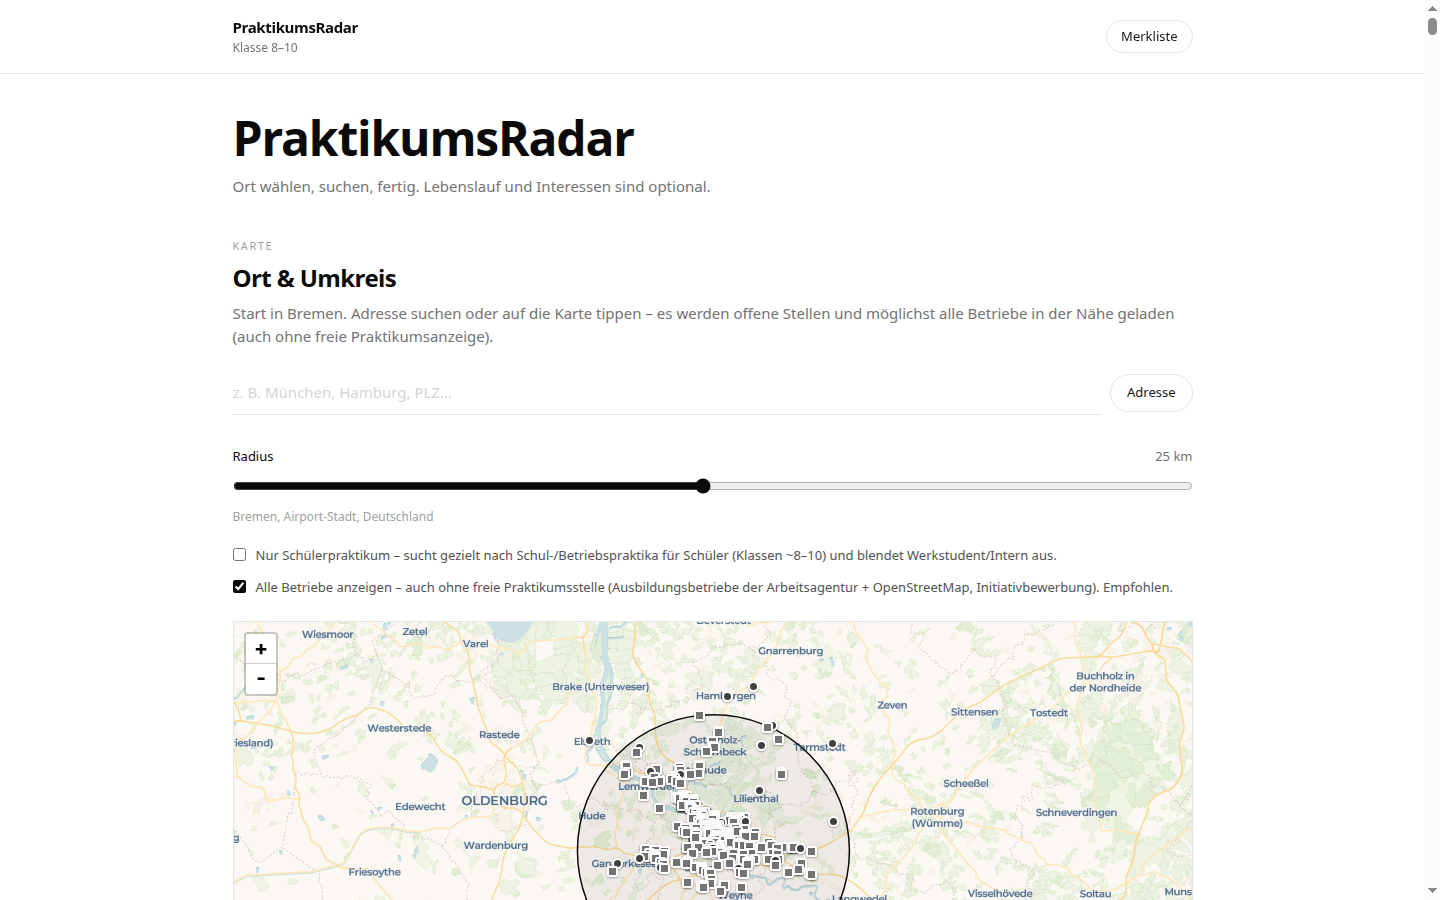 PraktikumsRadar
Klasse 8–10
Merkliste
PraktikumsRadar
Ort wählen, suchen, fertig. Lebenslauf und Interessen sind optional.
KARTE
Ort & Umkreis
Start in Bremen. Adresse suchen oder auf die Karte tippen – es werden offene Stellen und möglichst alle Betriebe in der Nähe geladen
(auch ohne freie Praktikumsanzeige).
z. B. München, Hamburg, PLZ...
Adresse
Radius
25 km
Bremen, Airport-Stadt, Deutschland
Nur Schülerpraktikum – sucht gezielt nach Schul-/Betriebspraktika für Schüler (Klassen ~8–10) und blendet Werkstudent/Intern aus.
Alle Betriebe anzeigen – auch ohne freie Praktikumsstelle (Ausbildungsbetriebe der Arbeitsagentur + OpenStreetMap, Initiativbewerbung). Empfohlen.
+
-
Wiesmoor
Zetel
Varel
Gnarrenburg
Brake (Unterweser)
Buchholz in
der Nordheide
Zeven
Sittensen
Tostedt
Westerstede
Rastede
Scheeßel
Edewecht
OLDENBURG
Lilienthal
Hude
Rotenburg
(Wümme)
Schneverdingen
Wardenburg
Friesoythe
Weyhe
Langwedel
Visselhövede
Soltau
Muns